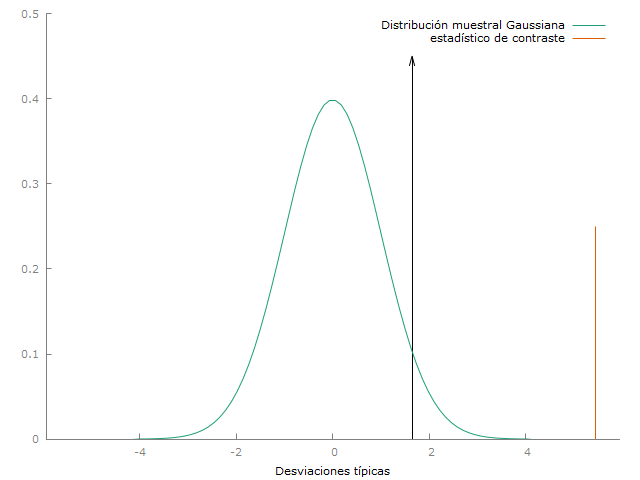 0.5
Distribución muestral Gaussiana
estadístico de contraste
0.4
0.3
0.2
0.1
0
-4 -2 0 2 4
Desviaciones típicas